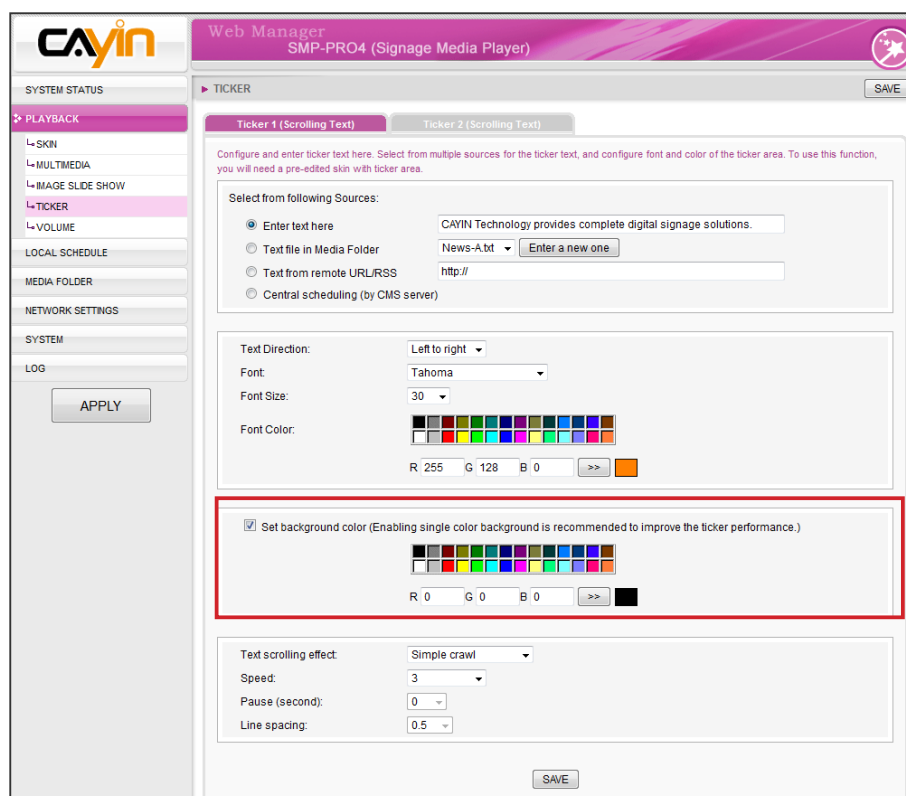 CAYin
Web Manager
SMP-PRO4 (Signage Media Player)
SYSTEM STATUS
PLAYBACK
SKIN
MULTIMEDIA
IMAGE SLIDE SHOW
TICKER
VOLUME
LOCAL SCHEDULE
MEDIA FOLDER
NETWORK SETTINGS
SYSTEM
LOG
APPLY
TICKER
SAVE
Ticker 1 (Scrolling Text) Ticker 2 (Scrolling Text)
Configure and enter ticker text here. Select from multiple sources for the ticker text, and configure font and color of the ticker area. To use this function,
you will need a pre-edited skin with ticker area.
Select from following Sources:
Enter text here CAYIN Technology provides complete digital signage solutions.
Text file in Media Folder News-A.txt Enter a new one
Text from remote URL/RSS http://
Central scheduling (by CMS server)
Text Direction: Left to right
Font: Tahoma
Font Size: 30
Font Color:
R 255 G 128 B 0 >>
Set background color (Enabling single color background is recommended to improve the ticker performance.)
R 0 G 0 B 0 >>
Text scrolling effect: Simple crawl
Speed: 3
Pause (second): 0
Line spacing: 0.5
SAVE